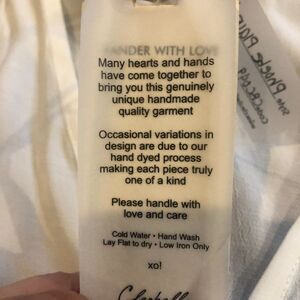 ANDER WITH LOVE
Many hearts and hands
have come together to
bring you this genuinely
unique handmade
quality garment
Occasional variations in
design are due to our
hand dyed process
making each piece truly
one of a kind
Please handle with
love and care
Cold Water • Hand Wash
Lay Flat to dry • Low Iron Only
xo!